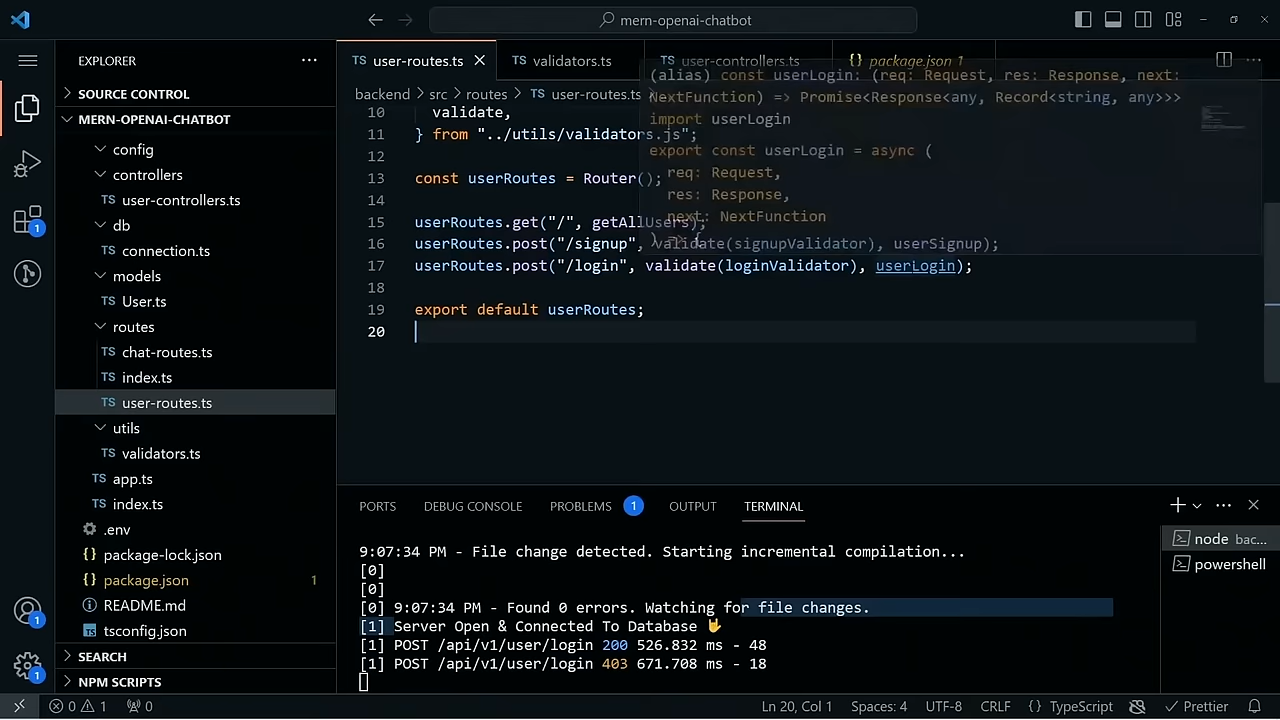 mern-openai-chatbot
EXPLORER
SOURCE CONTROL
MERN-OPENAI-CHATBOT
config
controllers
TS user-controllers.ts
db
TS connection.ts
models
TS User.ts
routes
TS chat-routes.ts
TS index.ts
TS user-routes.ts
utils
TS validators.ts
TS app.ts
TS index.ts
.env
{} package-lock.json
{} package.json 1
README.md
TS tsconfig.json
SEARCH
NPM SCRIPTS
1
1
1
TS user-routes.ts
TS validators.ts
TS user-controllers.ts
{} package.json 1
backend > src > routes > TS user-routes.ts
(alias) const userLogin: (req: Request, res: Response, next:
NextFunction) => Promise<Response<any, Record<string, any>>>
import userLogin
export const userLogin = async (
req: Request,
res: Response,
next: NextFunction
) => {
10 validate,
11 } from "../utils/validators.js";
12
13 const userRoutes = Router();
14
15 userRoutes.get("/", getAllUsers);
16 userRoutes.post("/signup", validate(signupValidator), userSignup);
17 userRoutes.post("/login", validate(loginValidator), userLogin);
18
19 export default userRoutes;
20
PORTS DEBUG CONSOLE PROBLEMS 1 OUTPUT TERMINAL
9:07:34 PM - File change detected. Starting incremental compilation...
[0]
[0]
[0] 9:07:34 PM - Found 0 errors. Watching for file changes.
[1] Server Open & Connected To Database 🤟
[1] POST /api/v1/user/login 200 526.832 ms - 48
[1] POST /api/v1/user/login 403 671.708 ms - 18
node bac...
powershell
0 1 0 Ln 20, Col 1 Spaces: 4 UTF-8 CRLF {} TypeScript Prettier